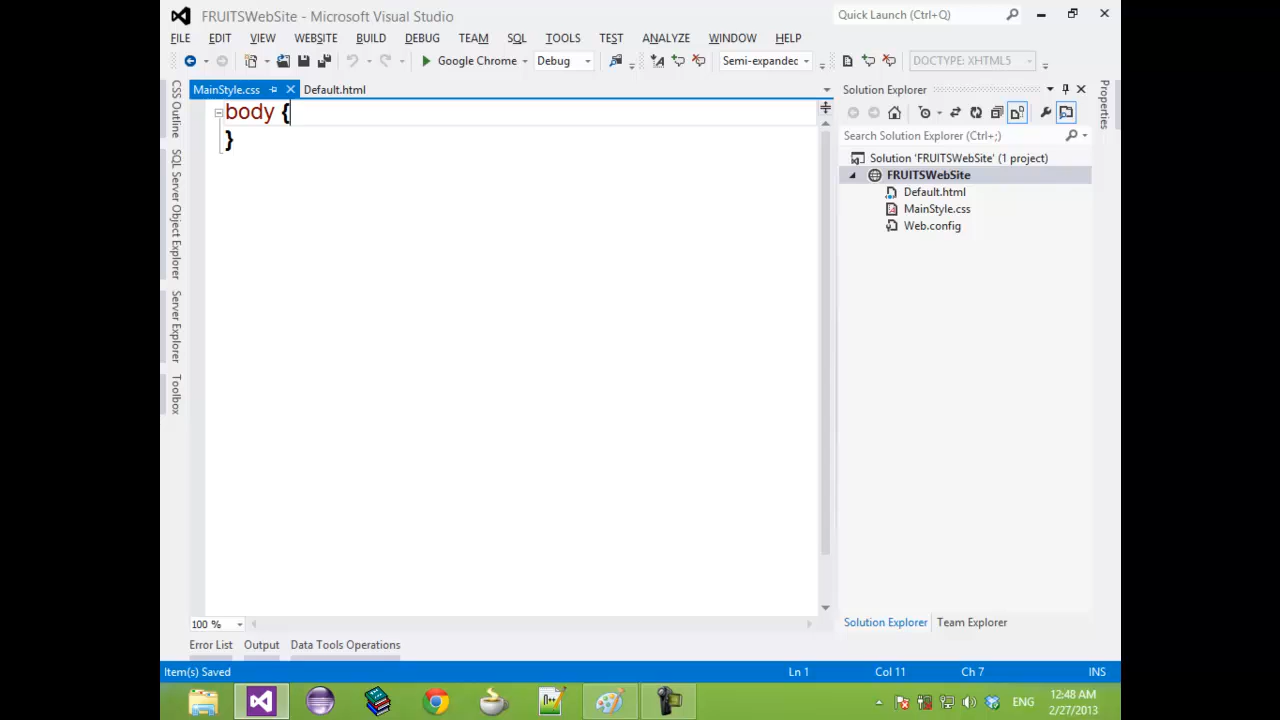 FRUITSWebSite - Microsoft Visual Studio
Quick Launch (Ctrl+Q)
FILE EDIT VIEW WEBSITE BUILD DEBUG TEAM SQL TOOLS TEST ANALYZE WINDOW HELP
Google Chrome Debug Semi-expanded DOCTYPE: XHTML5
MainStyle.css Default.html
body {
}
CSS Outline
SQL Server Object Explorer
Server Explorer
Toolbox
Solution Explorer
Search Solution Explorer (Ctrl+;)
Solution 'FRUITSWebSite' (1 project)
FRUITSWebSite
Default.html
MainStyle.css
Web.config
Properties
100 %
Solution Explorer Team Explorer
Error List Output Data Tools Operations
Item(s) Saved Ln 1 Col 11 Ch 7 INS
ENG
12:48 AM
2/27/2013